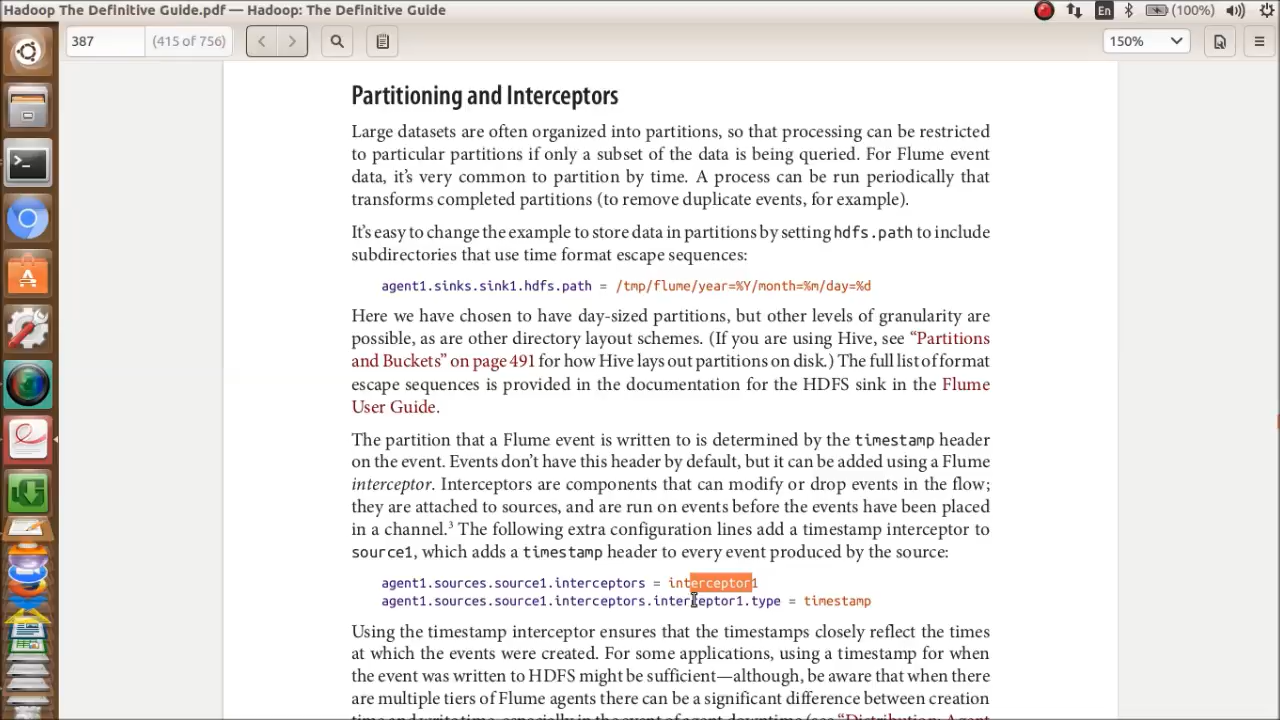 Hadoop The Definitive Guide.pdf — Hadoop: The Definitive Guide
En
(100%)
387
(415 of 756)
150%
Partitioning and Interceptors
Large datasets are often organized into partitions, so that processing can be restricted
to particular partitions if only a subset of the data is being queried. For Flume event
data, it’s very common to partition by time. A process can be run periodically that
transforms completed partitions (to remove duplicate events, for example).
It’s easy to change the example to store data in partitions by setting hdfs.path to include
subdirectories that use time format escape sequences:
agent1.sinks.sink1.hdfs.path = /tmp/flume/year=%Y/month=%m/day=%d
Here we have chosen to have day-sized partitions, but other levels of granularity are
possible, as are other directory layout schemes. (If you are using Hive, see “Partitions
and Buckets” on page 491 for how Hive lays out partitions on disk.) The full list of format
escape sequences is provided in the documentation for the HDFS sink in the Flume
User Guide.
The partition that a Flume event is written to is determined by the timestamp header
on the event. Events don’t have this header by default, but it can be added using a Flume
interceptor. Interceptors are components that can modify or drop events in the flow;
they are attached to sources, and are run on events before the events have been placed
in a channel.3 The following extra configuration lines add a timestamp interceptor to
source1, which adds a timestamp header to every event produced by the source:
agent1.sources.source1.interceptors = interceptor1
agent1.sources.source1.interceptors.interceptor1.type = timestamp
Using the timestamp interceptor ensures that the timestamps closely reflect the times
at which the events were created. For some applications, using a timestamp for when
the event was written to HDFS might be sufficient—although, be aware that when there
are multiple tiers of Flume agents there can be a significant difference between creation
time and write time, especially in the event of agent downtime (see “Distribution: Agent